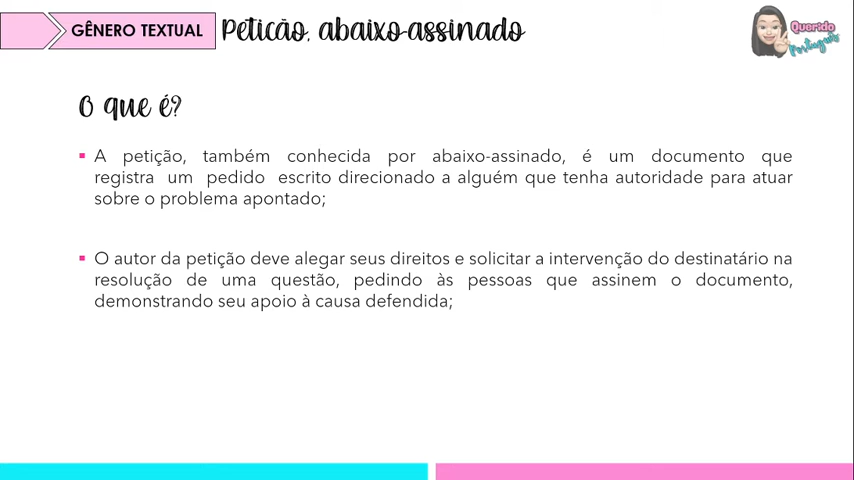 GÊNERO TEXTUAL
Petição, abaixo-assinado
Querido
Português
O que é?
A petição, também conhecida por abaixo-assinado, é um documento que
registra um pedido escrito direcionado a alguém que tenha autoridade para atuar
sobre o problema apontado;
O autor da petição deve alegar seus direitos e solicitar a intervenção do destinatário na
resolução de uma questão, pedindo às pessoas que assinem o documento,
demonstrando seu apoio à causa defendida;